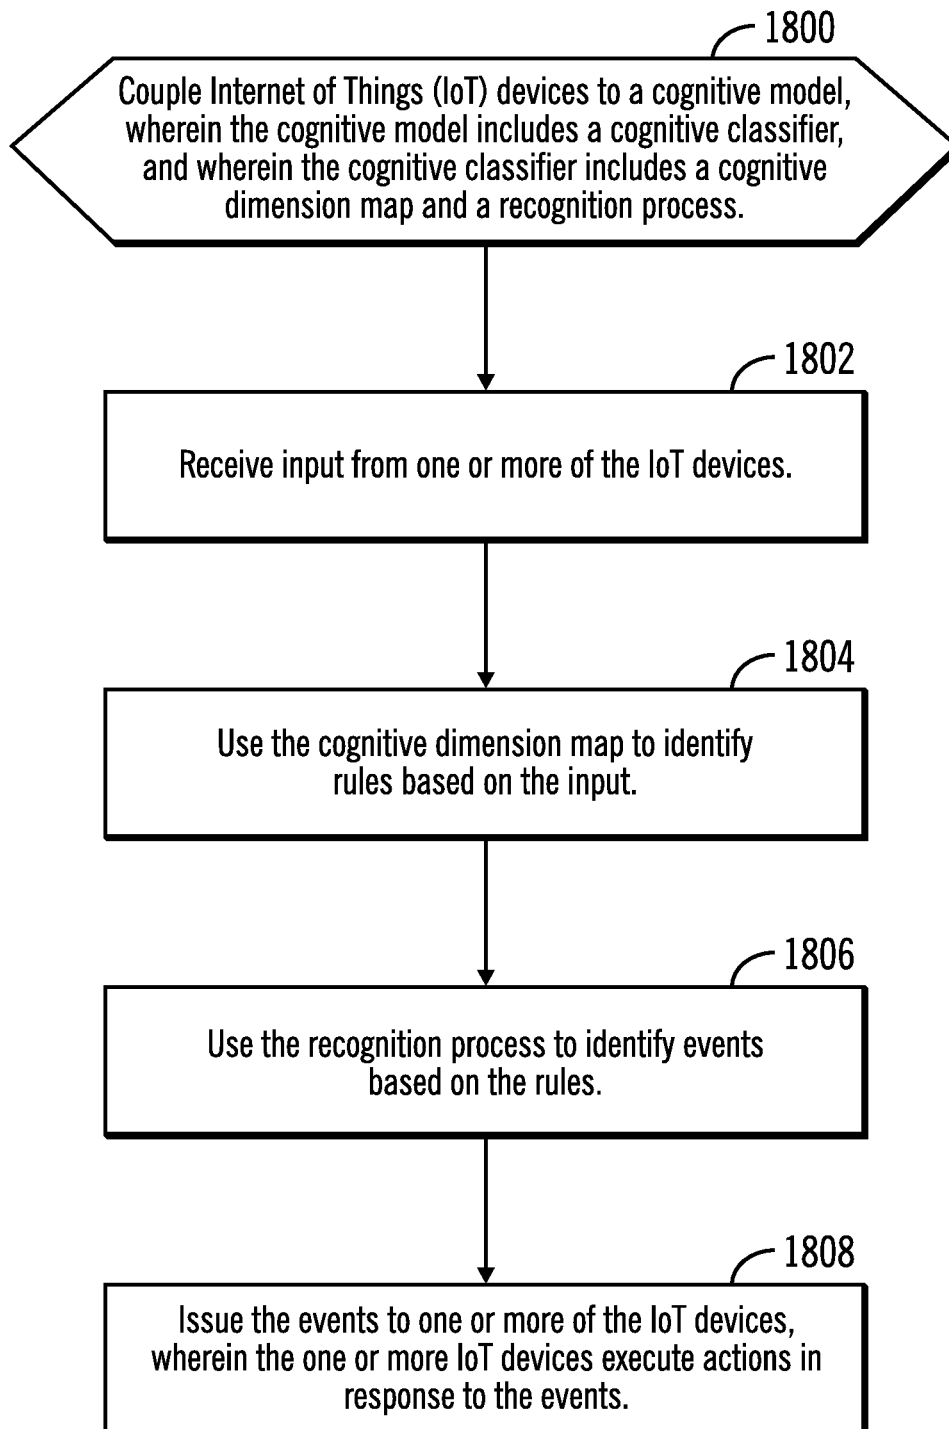 1800
Couple Internet of Things (IoT) devices to a cognitive model,
wherein the cognitive model includes a cognitive classifier,
and wherein the cognitive classifier includes a cognitive
dimension map and a recognition process.
1802
Receive input from one or more of the IoT devices.
1804
Use the cognitive dimension map to identify
rules based on the input.
1806
Use the recognition process to identify events
based on the rules.
1808
Issue the events to one or more of the IoT devices,
wherein the one or more IoT devices execute actions in
response to the events.